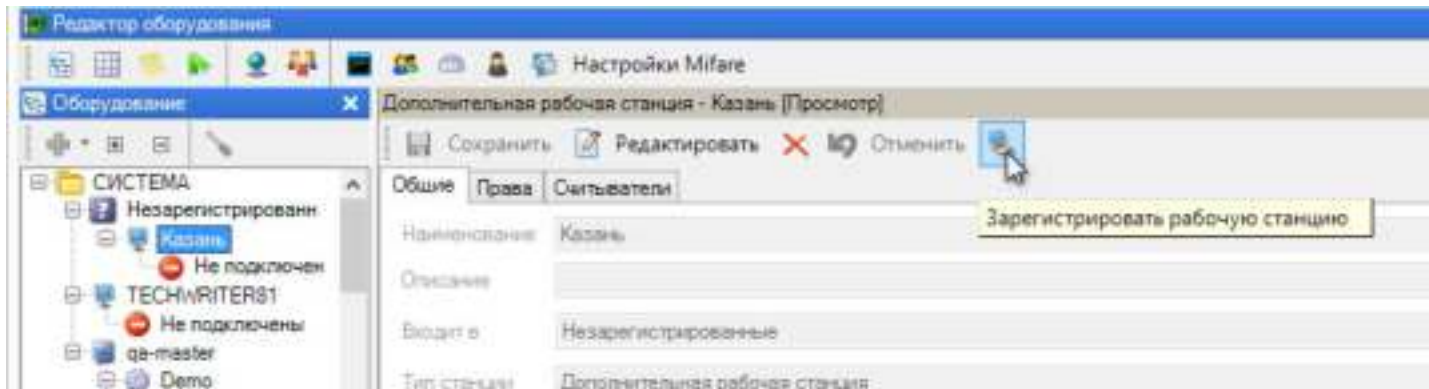 Редактор оборудования
Настройки Mifare
Оборудование
Дополнительная рабочая станция - Казань [Просмотр]
Сохранить Редактировать Отменить
СИСТЕМА
Общие Права Считыватели
Незарегистрированн
Зарегистрировать рабочую станцию
Казань
Наименование Казань
Не подключен
Описание
TECHWRITER81
Не подключены
Входит в Незарегистрированные
qa-master
Demo
Тип станции Дополнительная рабочая станция